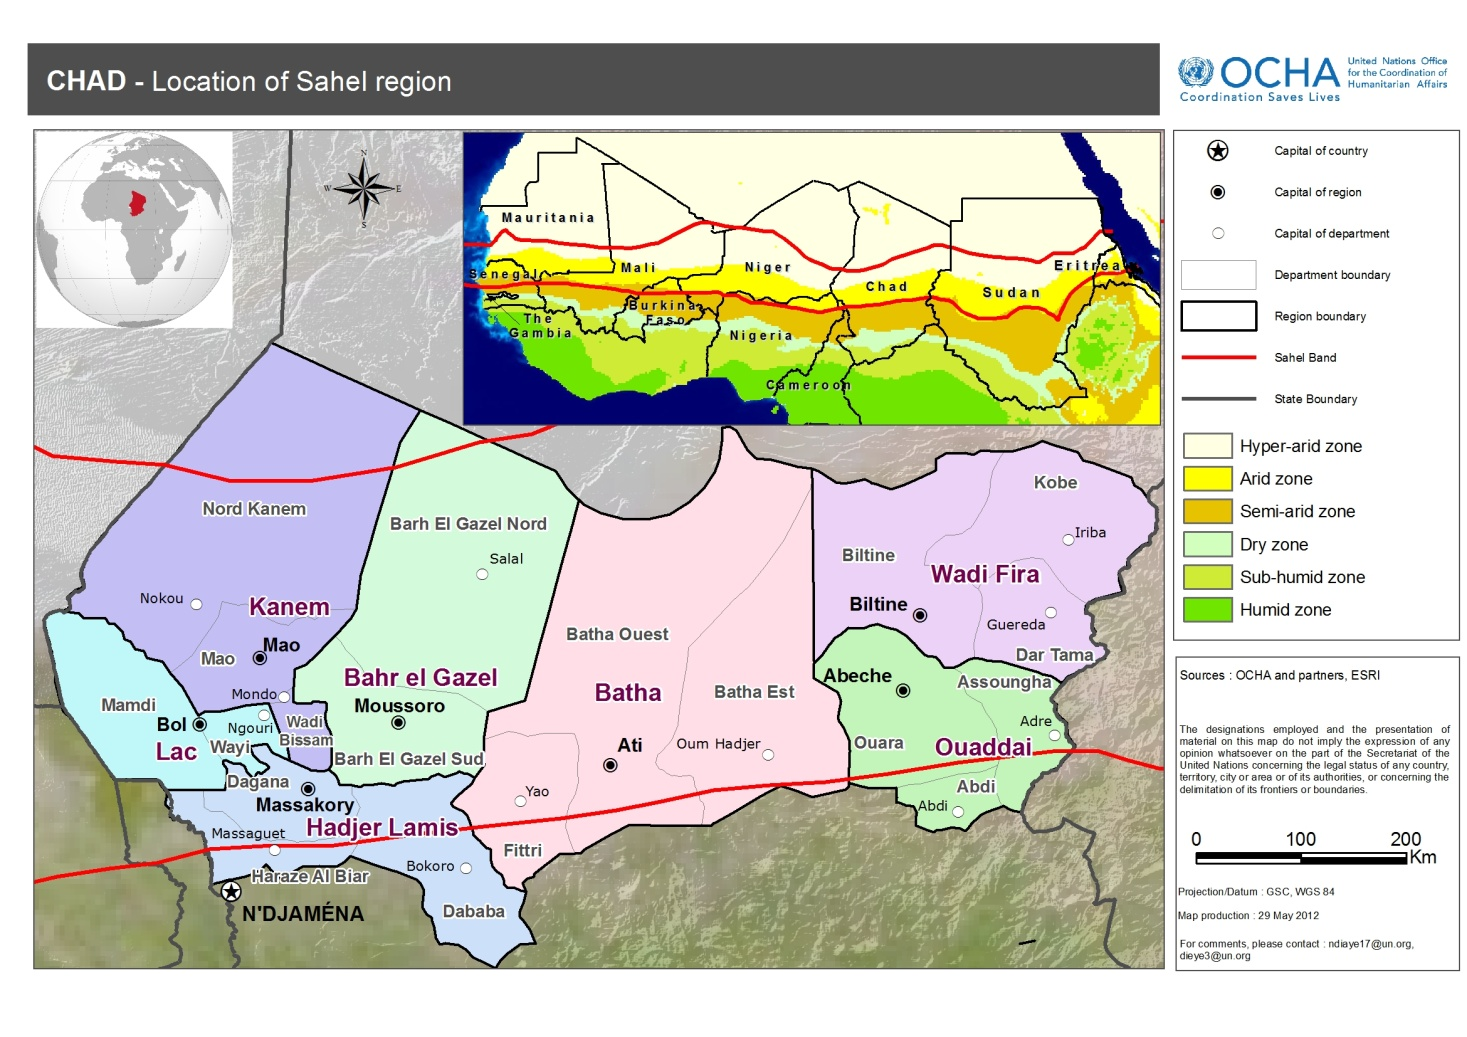 CHAD - Location of Sahel region
OCHA
Coordination Saves Lives
United Nations Office
for the Coordination of
Humanitarian Affairs
N
W
E
S
Mauritania
Senegal
Mali
Niger
Chad
Sudan
Eritrea
The
Gambia
Burkina
Faso
Nigeria
Cameroon
Nord Kanem
Barh El Gazel Nord
Kobe
Salal
Iriba
Biltine
Wadi Fira
Nokou
Kanem
Biltine
Guereda
Batha Ouest
Mao
Mao
Dar Tama
Bahr el Gazel
Abeche
Assoungha
Mondo
Batha
Batha Est
Mamdi
Moussoro
Bol
Ngouri
Wadi
Bissam
Adre
Lac
Wayi
Ati
Oum Hadjer
Ouara
Ouaddai
Barh El Gazel Sud
Dagana
Massakory
Yao
Abdi
Abdi
Massaguet
Hadjer Lamis
Fittri
Bokoro
Haraze Al Biar
N'DJAMÉNA
Dababa
Capital of country
Capital of region
Capital of department
Department boundary
Region boundary
Sahel Band
State Boundary
Hyper-arid zone
Arid zone
Semi-arid zone
Dry zone
Sub-humid zone
Humid zone
Sources : OCHA and partners, ESRI
The designations employed and the presentation of
material on this map do not imply the expression of any
opinion whatsoever on the part of the Secretariat of the
United Nations concerning the legal status of any country,
territory, city or area or of its authorities, or concerning the
delimitation of its frontiers or boundaries.
0 100 200
Km
Projection/Datum : GSC, WGS 84
Map production : 29 May 2012
For comments, please contact : ndiaye17@un.org,
dieye3@un.org